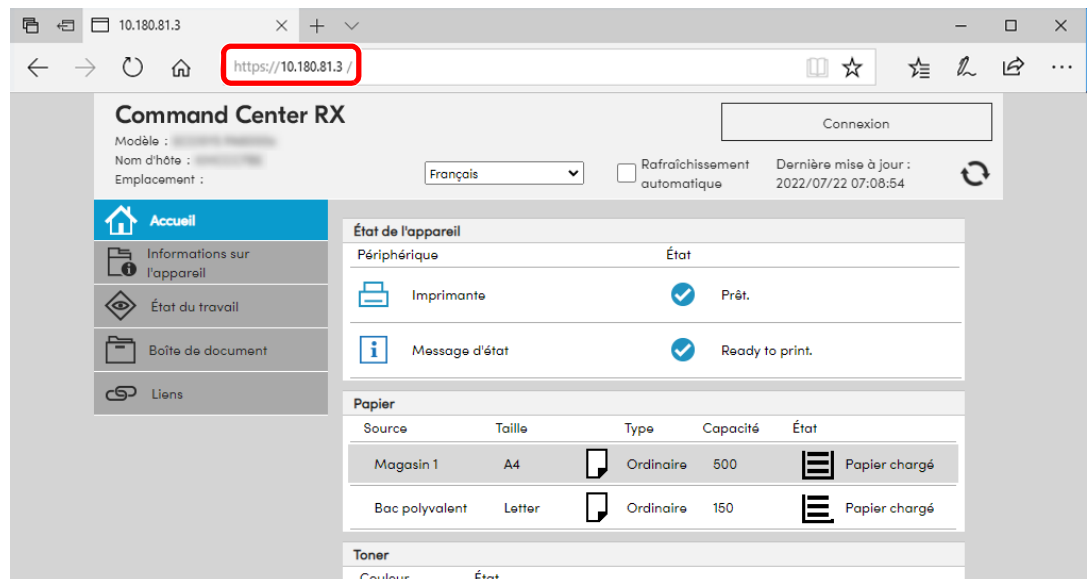 10.180.81.3
https://10.180.81.3 /
Command Center RX
Modèle :
Nom d'hôte :
Emplacement :
Français
Rafraîchissement
automatique
Connexion
Dernière mise à jour :
2022/07/22 07:08:54
Accueil
Informations sur
l'appareil
État du travail
Boîte de document
Liens
État de l'appareil
Périphérique État
Imprimante Prêt.
Message d'état Ready to print.
Papier
Source Taille Type Capacité État
Magasin 1 A4 Ordinaire 500 Papier chargé
Bac polyvalent Letter Ordinaire 150 Papier chargé
Toner
Couleur État